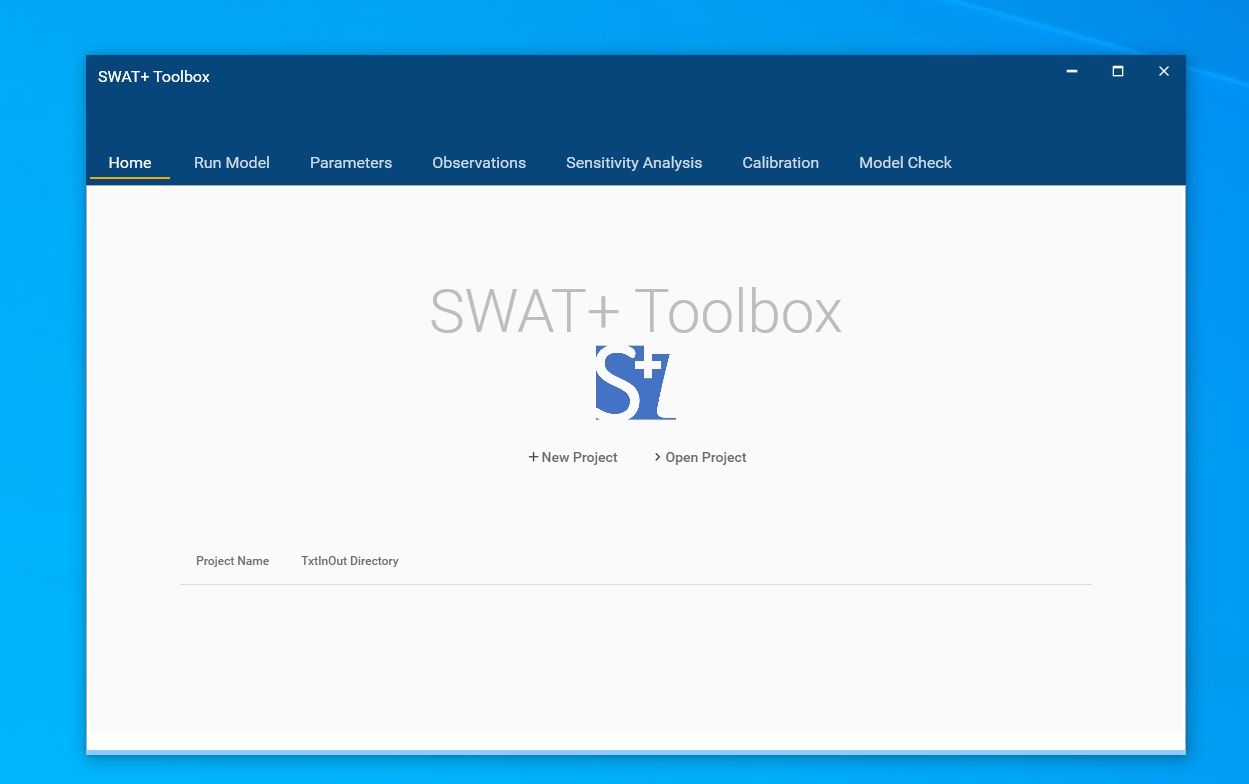 SWAT+ Toolbox
Home Run Model Parameters Observations Sensitivity Analysis Calibration Model Check
SWAT+ Toolbox
S+t
+ New Project > Open Project
Project Name TxtInOut Directory